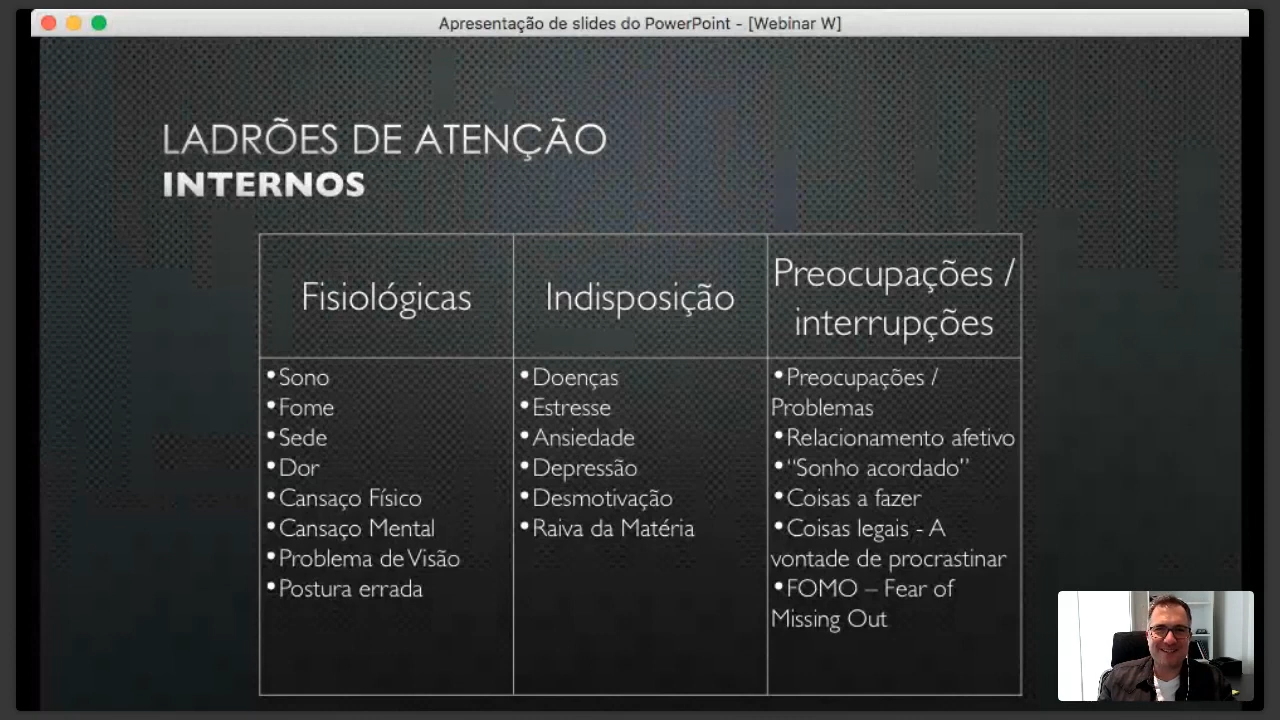 Apresentação de slides do PowerPoint - [Webinar W]
LADRÕES DE ATENÇÃO
INTERNOS
Fisiológicas
Indisposição
Preocupações /
interrupções
•Sono
•Fome
•Sede
•Dor
•Cansaço Físico
•Cansaço Mental
•Problema de Visão
•Postura errada
•Doenças
•Estresse
•Ansiedade
•Depressão
•Desmotivação
•Raiva da Matéria
•Preocupações /
Problemas
•Relacionamento afetivo
•“Sonho acordado”
•Coisas a fazer
•Coisas legais - A
vontade de procrastinar
•FOMO – Fear of
Missing Out